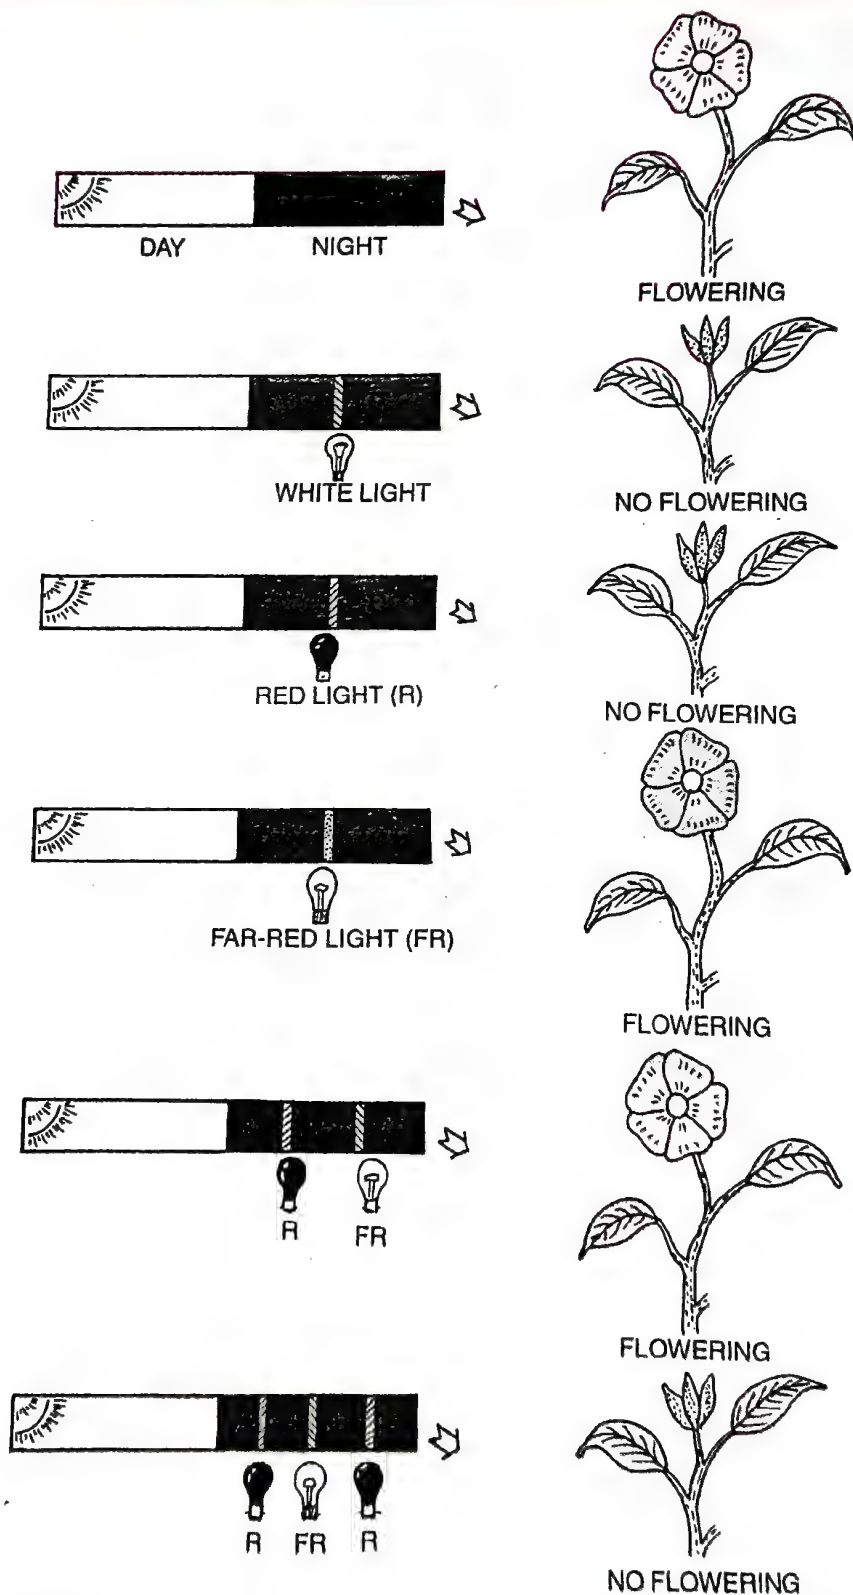 DAY NIGHT
FLOWERING
WHITE LIGHT
NO FLOWERING
RED LIGHT (R)
NO FLOWERING
FAR-RED LIGHT (FR)
FLOWERING
R FR
FLOWERING
R FR R
NO FLOWERING